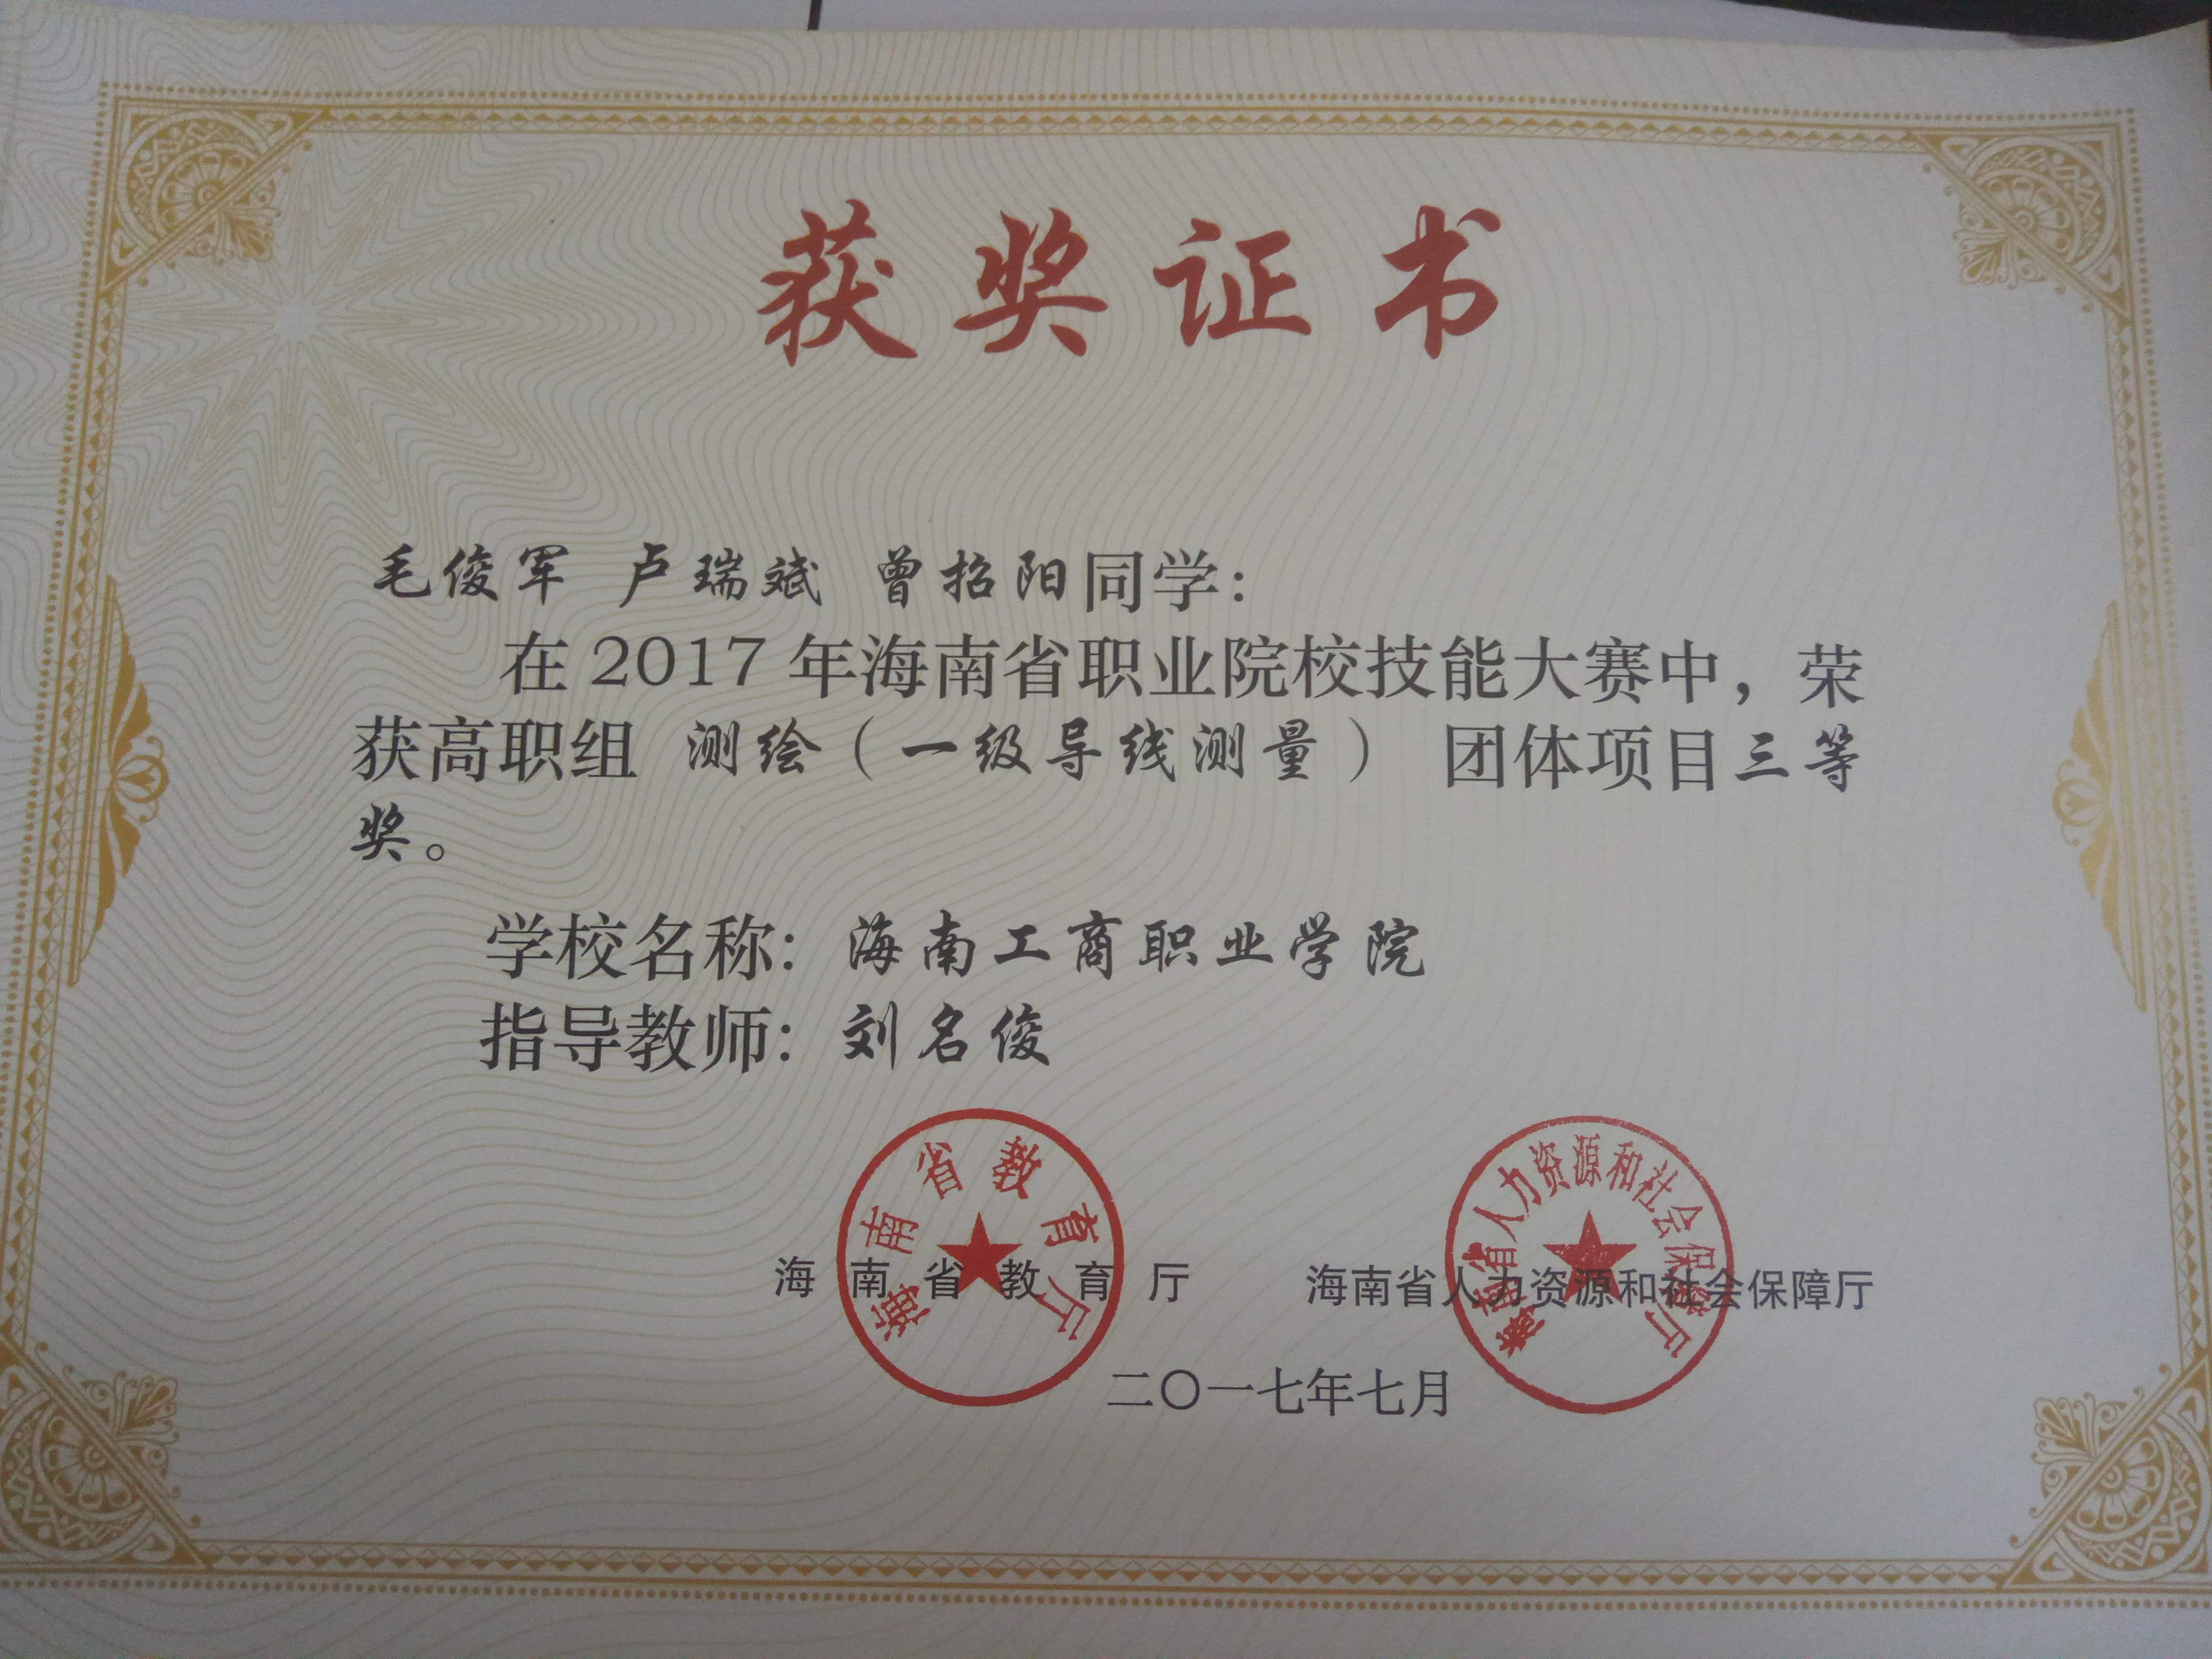 获奖证书
毛俊军 卢瑞斌 曾招阳同学：
在2017年海南省职业院校技能大赛中，荣
获高职组 测绘（一级导线测量） 团体项目三等
奖。
学校名称：海南工商职业学院
指导教师：刘名俊
海南省教育厅
海南省人力资源和社会保障厅
海南省教育厅 海南省人力资源和社会保障厅
二〇一七年七月